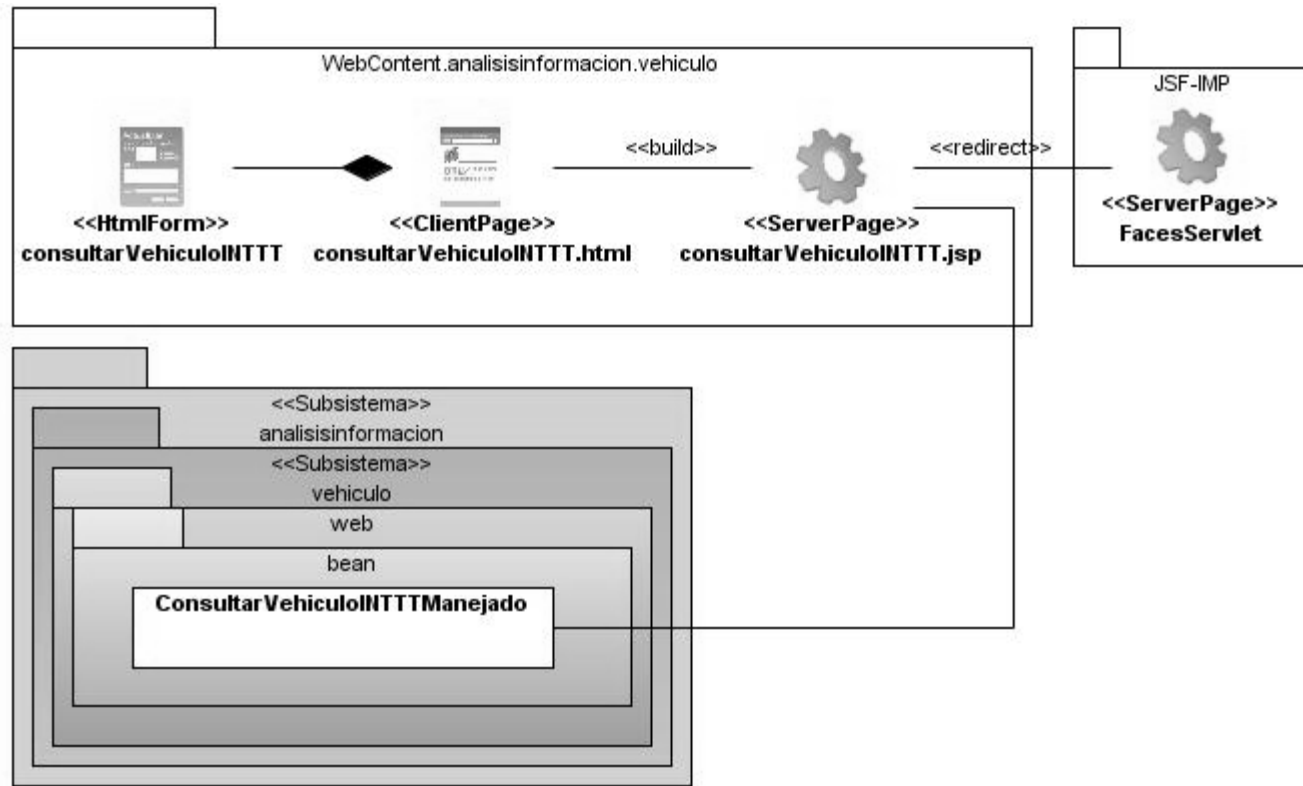 WebContent.analisisinformacion.vehiculo
JSF-IMP
<<build>>
<<redirect>>
<<HtmlForm>>
consultarVehiculoINTTT
<<ClientPage>>
consultarVehiculoINTTT.html
<<ServerPage>>
consultarVehiculoINTTT.jsp
<<ServerPage>>
FacesServlet
<<Subsistema>>
analisisinformacion
<<Subsistema>>
vehiculo
web
bean
ConsultarVehiculoINTTTManejado